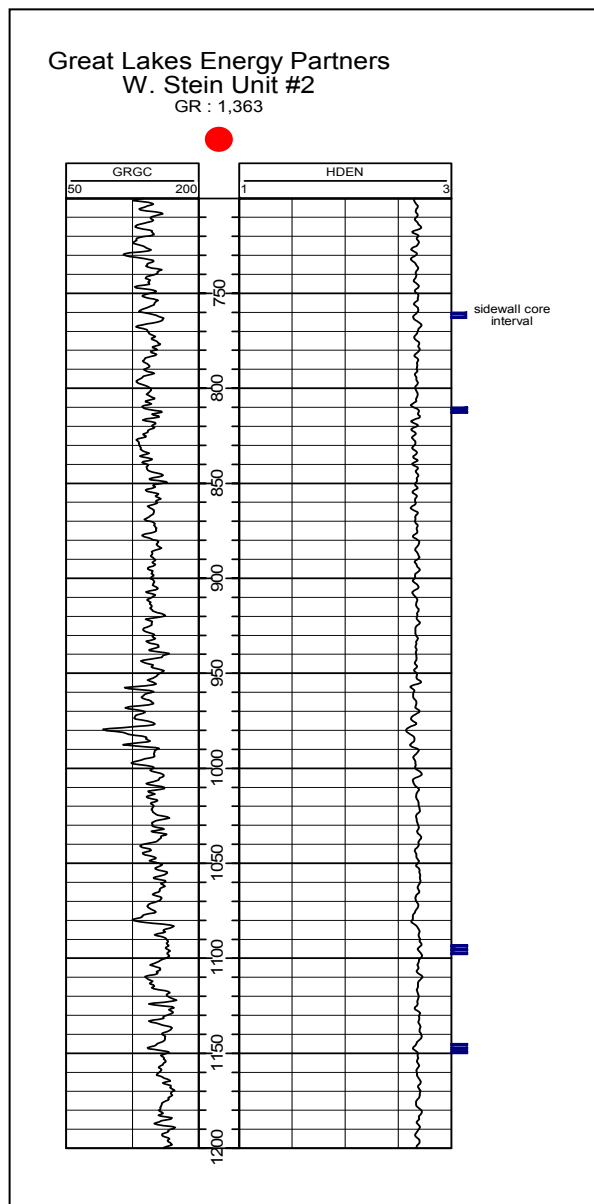 Great Lakes Energy Partners
W. Stein Unit #2
GR : 1,363
GRGC
50 200
HDEN
1 3
750
sidewall core
interval
800
850
900
950
1000
1050
1100
1150
1200